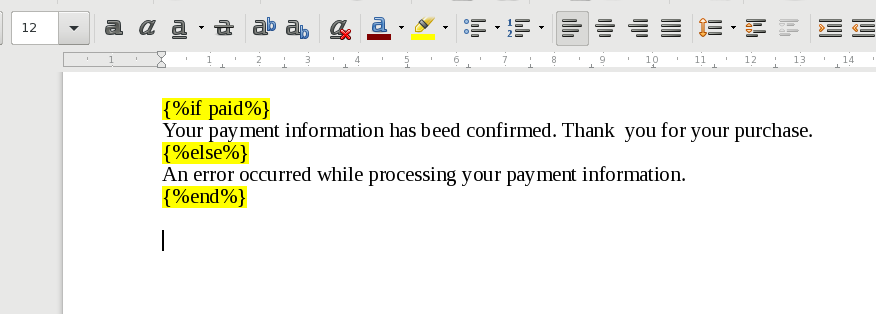 12
1 1 2 3 4 5 6 7 8 9 10 11 12 13 14
{%if paid%}
Your payment information has beed confirmed. Thank  you for your purchase.
{%else%}
An error occurred while processing your payment information.
{%end%}